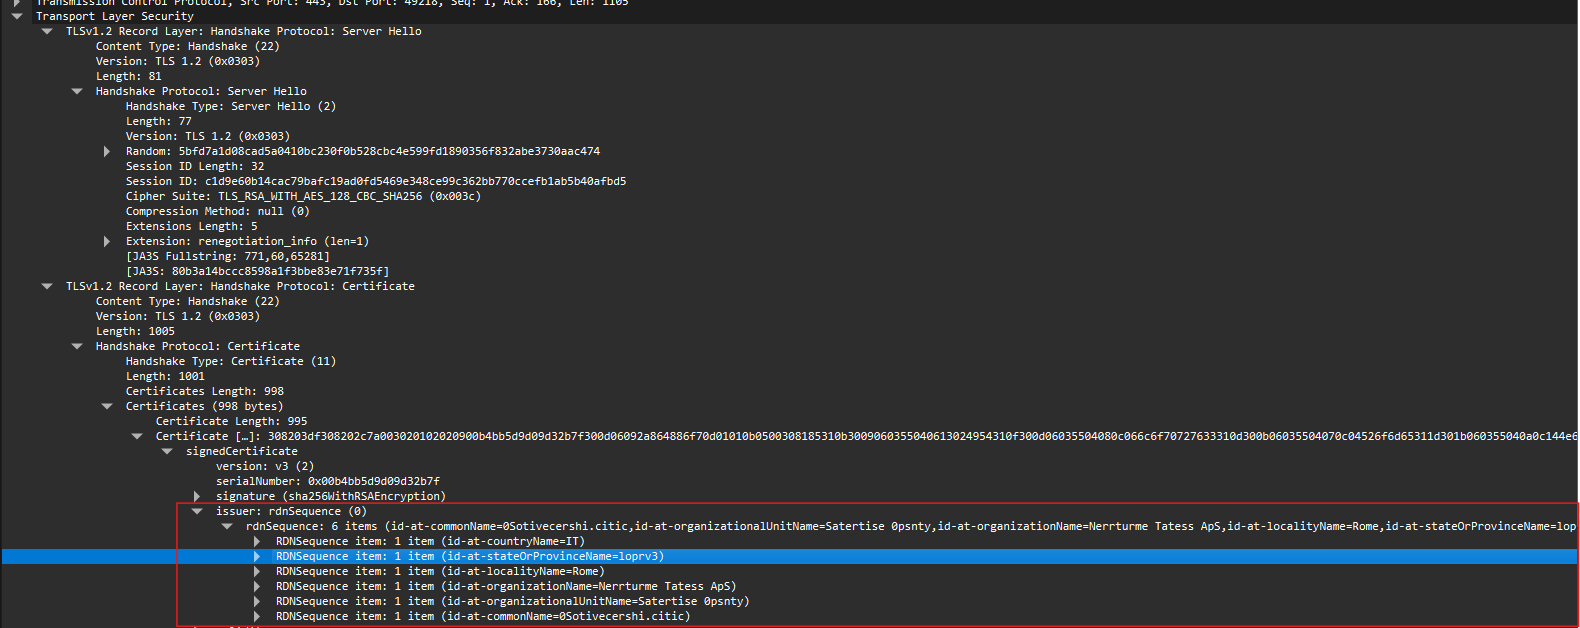 Transmission Control Protocol, Src Port: 443, Dst Port: 49218, Seq: 1, Ack: 166, Len: 1105
Transport Layer Security
TLSv1.2 Record Layer: Handshake Protocol: Server Hello
Content Type: Handshake (22)
Version: TLS 1.2 (0x0303)
Length: 81
Handshake Protocol: Server Hello
Handshake Type: Server Hello (2)
Length: 77
Version: TLS 1.2 (0x0303)
Random: 5bfd7a1d08cad5a0410bc230f0b528cbc4e599fd1890356f832abe3730aac474
Session ID Length: 32
Session ID: c1d9e60b14cac79bafc19ad0fd5469e348ce99c362bb770ccefb1ab5b40afbd5
Cipher Suite: TLS_RSA_WITH_AES_128_CBC_SHA256 (0x003c)
Compression Method: null (0)
Extensions Length: 5
Extension: renegotiation_info (len=1)
[JA3S Fullstring: 771,60,65281]
[JA3S: 80b3a14bccc8598a1f3bbe83e71f735f]
TLSv1.2 Record Layer: Handshake Protocol: Certificate
Content Type: Handshake (22)
Version: TLS 1.2 (0x0303)
Length: 1005
Handshake Protocol: Certificate
Handshake Type: Certificate (11)
Length: 1001
Certificates Length: 998
Certificates (998 bytes)
Certificate Length: 995
Certificate […]: 308203df308202c7a003020102020900b4bb5d9d09d32b7f300d06092a864886f70d01010b0500308185310b3009060355040613024954310f300d06035504080c066c6f70727633310d300b06035504070c04526f6d65311d301b060355040a0c144e6
signedCertificate
version: v3 (2)
serialNumber: 0x00b4bb5d9d09d32b7f
signature (sha256WithRSAEncryption)
issuer: rdnSequence (0)
rdnSequence: 6 items (id-at-commonName=0Sotivecershi.citic,id-at-organizationalUnitName=Satertise 0psnty,id-at-organizationName=Nerrturme Tatess ApS,id-at-localityName=Rome,id-at-stateOrProvinceName=lop
RDNSequence item: 1 item (id-at-countryName=IT)
RDNSequence item: 1 item (id-at-stateOrProvinceName=loprv3)
RDNSequence item: 1 item (id-at-localityName=Rome)
RDNSequence item: 1 item (id-at-organizationName=Nerrturme Tatess ApS)
RDNSequence item: 1 item (id-at-organizationalUnitName=Satertise 0psnty)
RDNSequence item: 1 item (id-at-commonName=0Sotivecershi.citic)